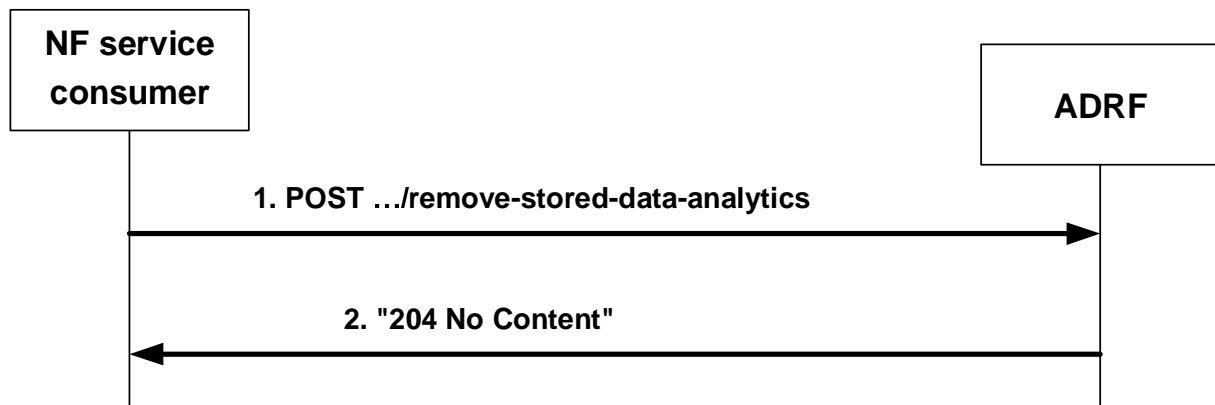 NF service
consumer
ADRF
1. POST …/remove-stored-data-analytics
2. "204 No Content"